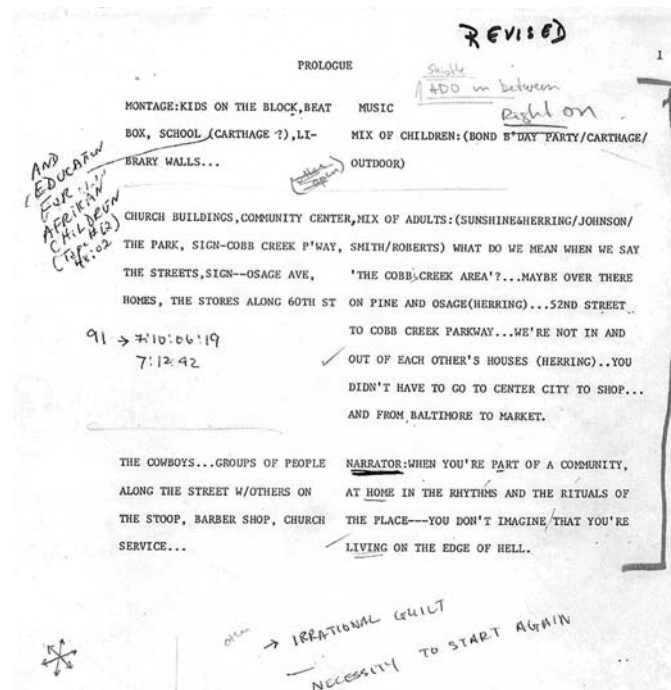 REVISED
1
PROLOGUE
Subtle
ADD in between
Right on
MONTAGE:KIDS ON THE BLOCK,BEAT
BOX, SCHOOL (CARTHAGE ?),LI-
BRARY WALLS...
MUSIC
MIX OF CHILDREN:(BOND B'DAY PARTY/CARTHAGE/
OUTDOOR)
AND
EDUCATION
FOR
AFRIKAN
CHILDREN
(Tape #62)
CHURCH BUILDINGS,COMMUNITY CENTER,
THE PARK, SIGN-COBB CREEK P'WAY,
THE STREETS,SIGN--OSAGE AVE,
HOMES, THE STORES ALONG 60TH ST
MIX OF ADULTS:(SUNSHINE&HERRING/JOHNSON/
SMITH/ROBERTS) WHAT DO WE MEAN WHEN WE SAY
'THE COBB CREEK AREA'?...MAYBE OVER THERE
ON PINE AND OSAGE(HERRING)...52ND STREET
TO COBB CREEK PARKWAY...WE'RE NOT IN AND
OUT OF EACH OTHER'S HOUSES (HERRING)..YOU
DIDN'T HAVE TO GO TO CENTER CITY TO SHOP...
AND FROM BALTIMORE TO MARKET.
91 → 7:10:06:19
7:12:42
THE COWBOYS...GROUPS OF PEOPLE
ALONG THE STREET W/OTHERS ON
THE STOOP, BARBER SHOP, CHURCH
SERVICE...
NARRATOR:WHEN YOU'RE PART OF A COMMUNITY,
AT HOME IN THE RHYTHMS AND THE RITUALS OF
THE PLACE---YOU DON'T IMAGINE THAT YOU'RE
LIVING ON THE EDGE OF HELL.
→ IRRATIONAL GUILT
— NECESSITY TO START AGAIN